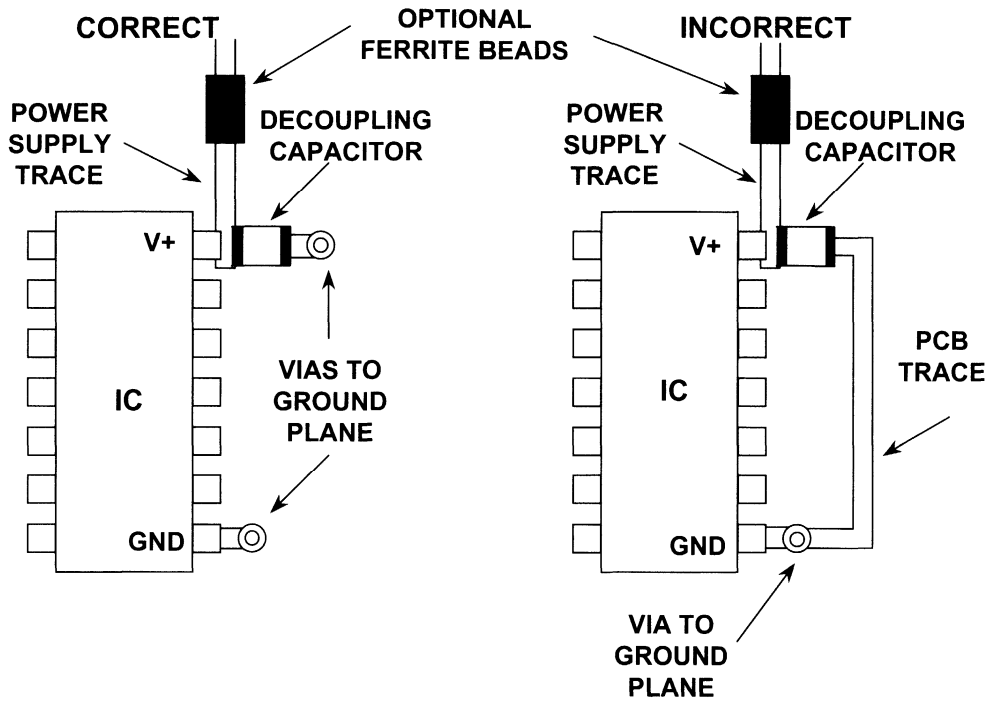 CORRECT
OPTIONAL
FERRITE BEADS
INCORRECT
POWER
SUPPLY
TRACE
DECOUPLING
CAPACITOR
V+
IC
GND
VIAS TO
GROUND
PLANE
POWER
SUPPLY
TRACE
DECOUPLING
CAPACITOR
V+
IC
GND
PCB
TRACE
VIA TO
GROUND
PLANE